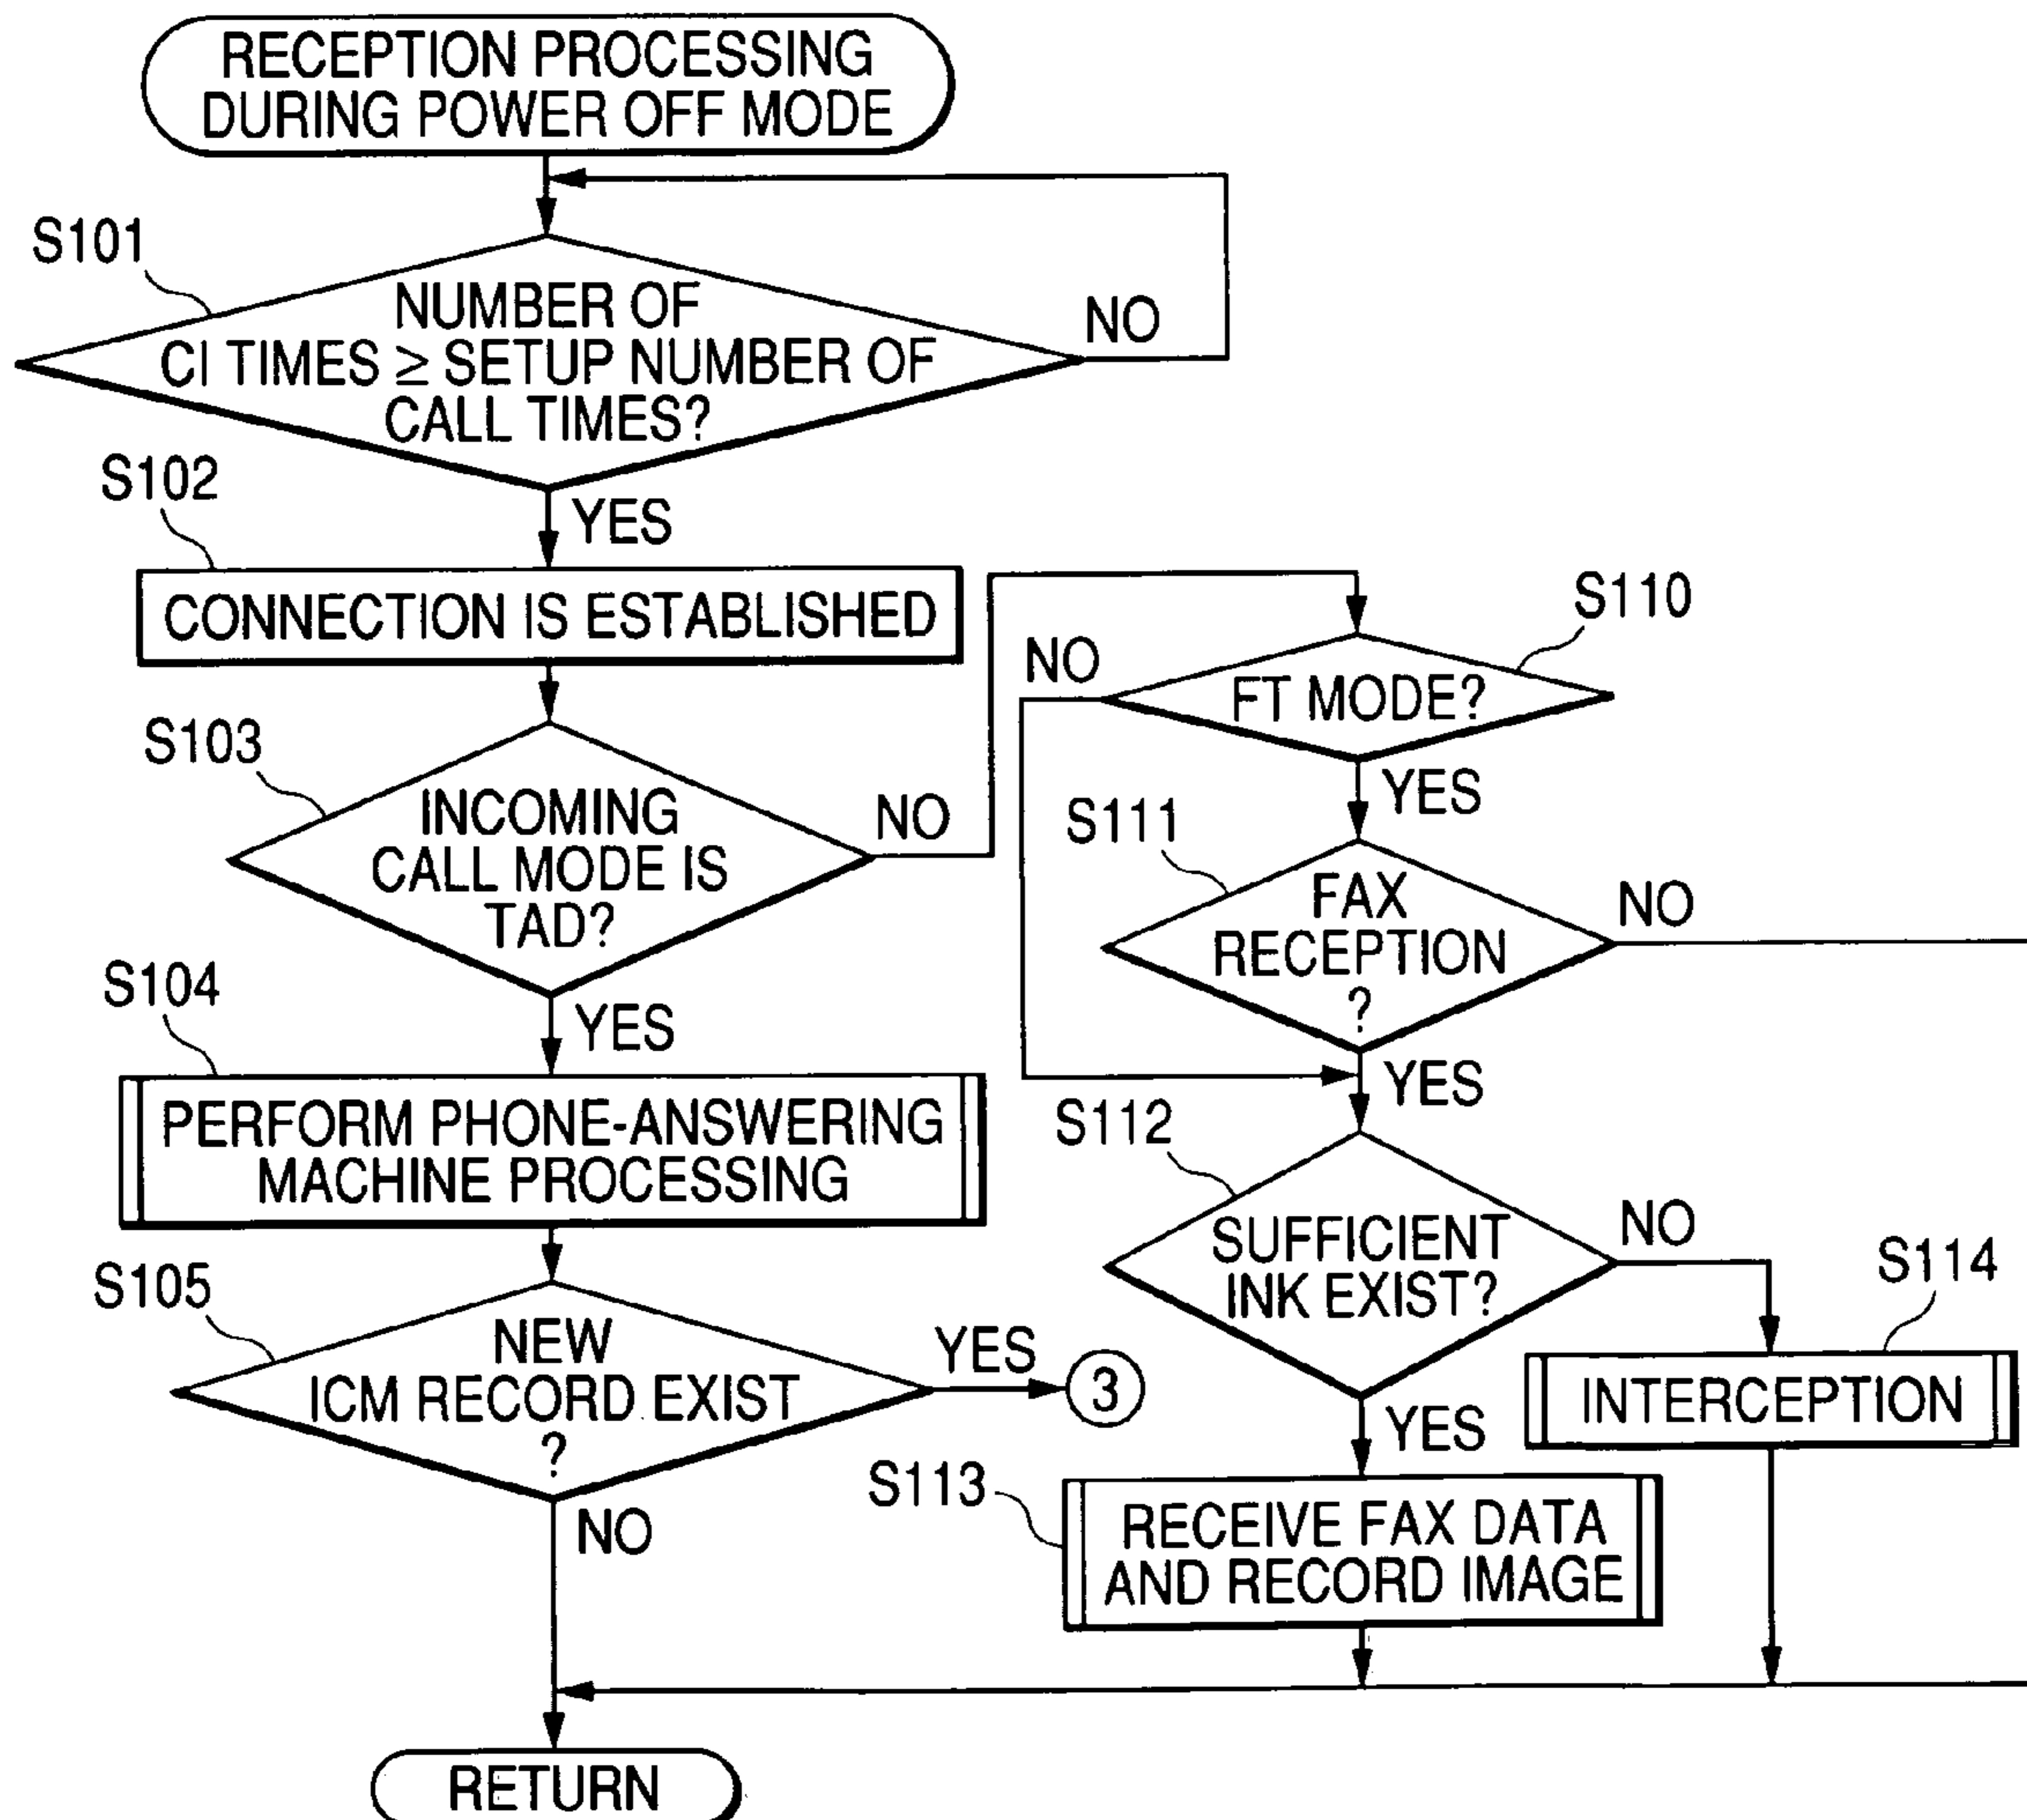 RECEPTION PROCESSING
DURING POWER OFF MODE
S101
NUMBER OF
CI TIMES ≥ SETUP NUMBER OF
CALL TIMES?
NO
YES
S102
CONNECTION IS ESTABLISHED
S103
INCOMING
CALL MODE IS
TAD?
NO
YES
S104
PERFORM PHONE-ANSWERING
MACHINE PROCESSING
S105
NEW
ICM RECORD EXIST
?
YES
3
NO
S110
FT MODE?
NO
YES
S111
FAX
RECEPTION
?
NO
YES
S112
SUFFICIENT
INK EXIST?
NO
YES
S114
INTERCEPTION
S113
RECEIVE FAX DATA
AND RECORD IMAGE
RETURN